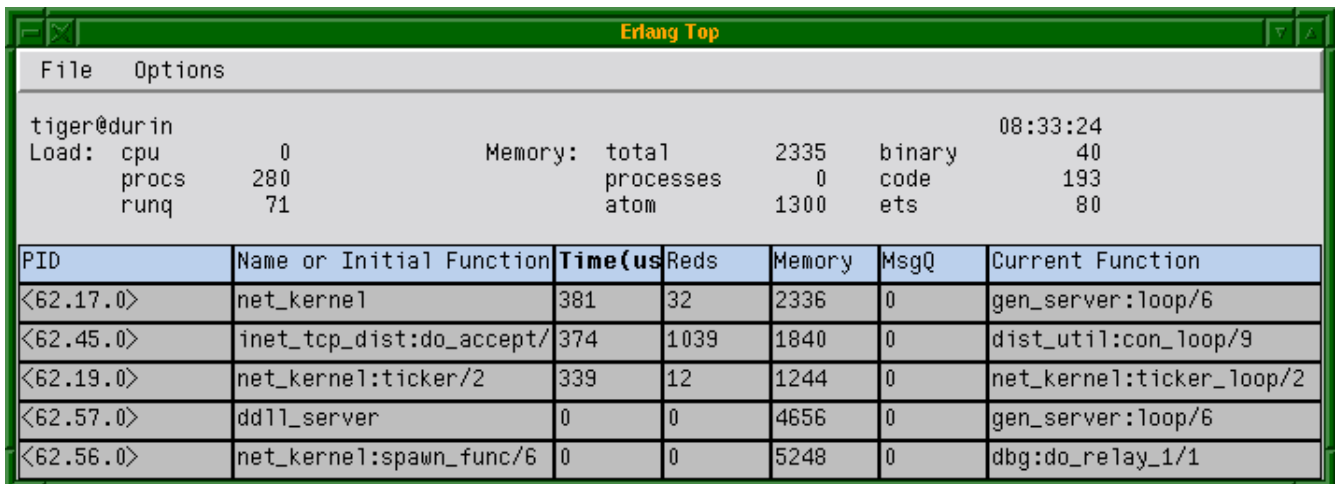 Erlang Top
File Options
tiger@durin 08:33:24
Load: cpu 0 Memory: total 2335 binary 40
procs 280 processes 0 code 193
runq 71 atom 1300 ets 80
PID Name or Initial Function Time(us Reds Memory MsgQ Current Function
<62.17.0> net_kernel 381 32 2336 0 gen_server:loop/6
<62.45.0> inet_tcp_dist:do_accept/ 374 1039 1840 0 dist_util:con_loop/9
<62.19.0> net_kernel:ticker/2 339 12 1244 0 net_kernel:ticker_loop/2
<62.57.0> ddll_server 0 0 4656 0 gen_server:loop/6
<62.56.0> net_kernel:spawn_func/6 0 0 5248 0 dbg:do_relay_1/1